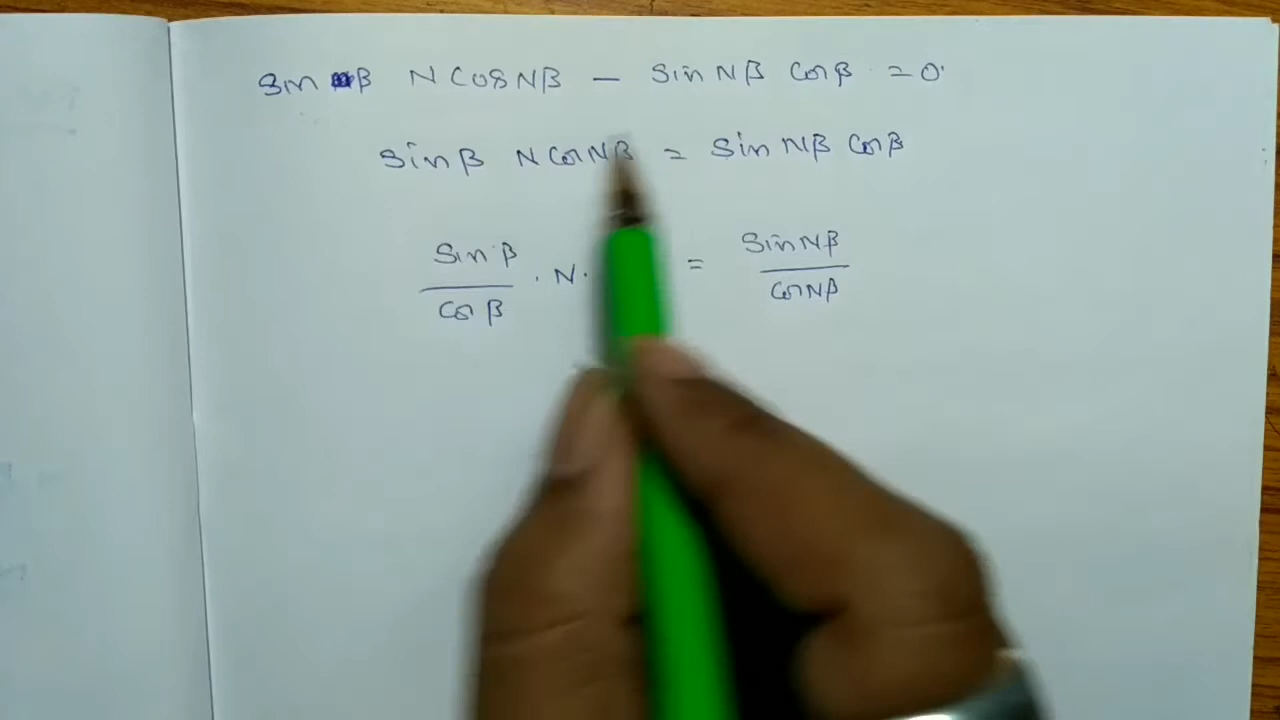 Sin β N COS Nβ – Sin Nβ Cos β = 0.
Sin β N Cos Nβ = Sin Nβ Cos β
Sin β / Cos β . N . = Sin Nβ / Cos Nβ